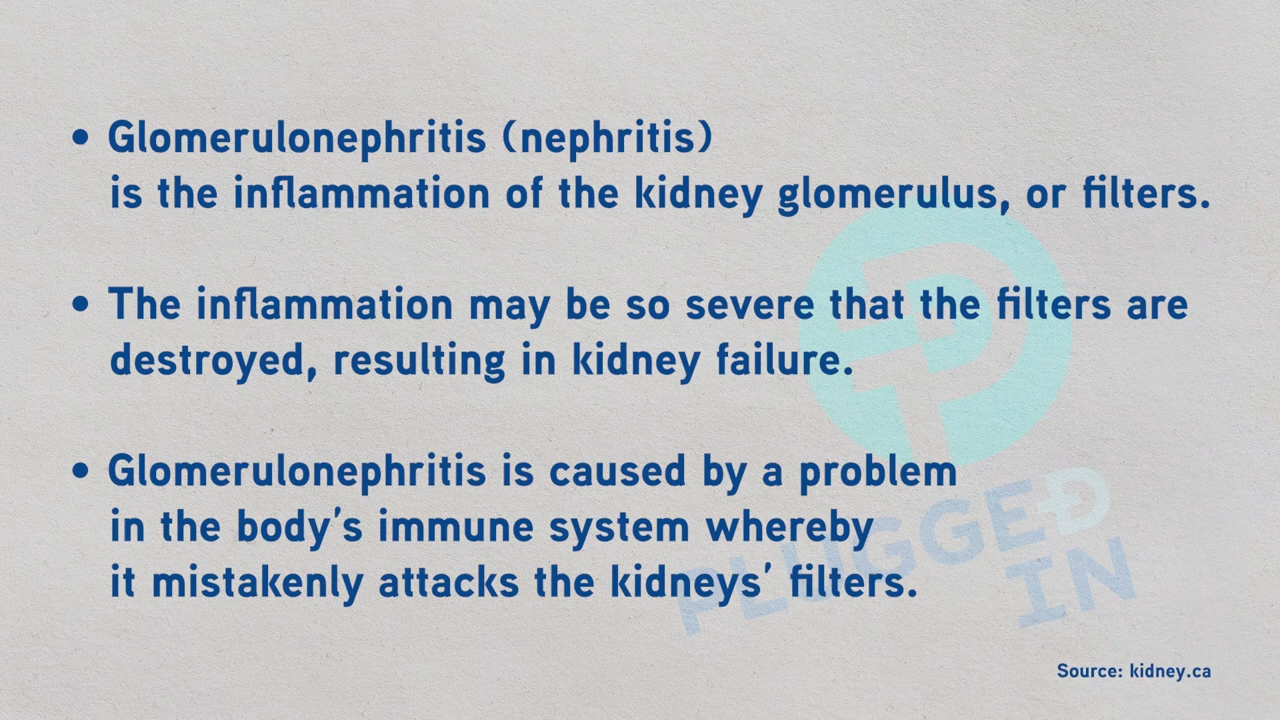 • Glomerulonephritis (nephritis)
is the inflammation of the kidney glomerulus, or filters.
• The inflammation may be so severe that the filters are
destroyed, resulting in kidney failure.
• Glomerulonephritis is caused by a problem
in the body's immune system whereby
it mistakenly attacks the kidneys' filters.
PLUGGED
IN
Source: kidney.ca